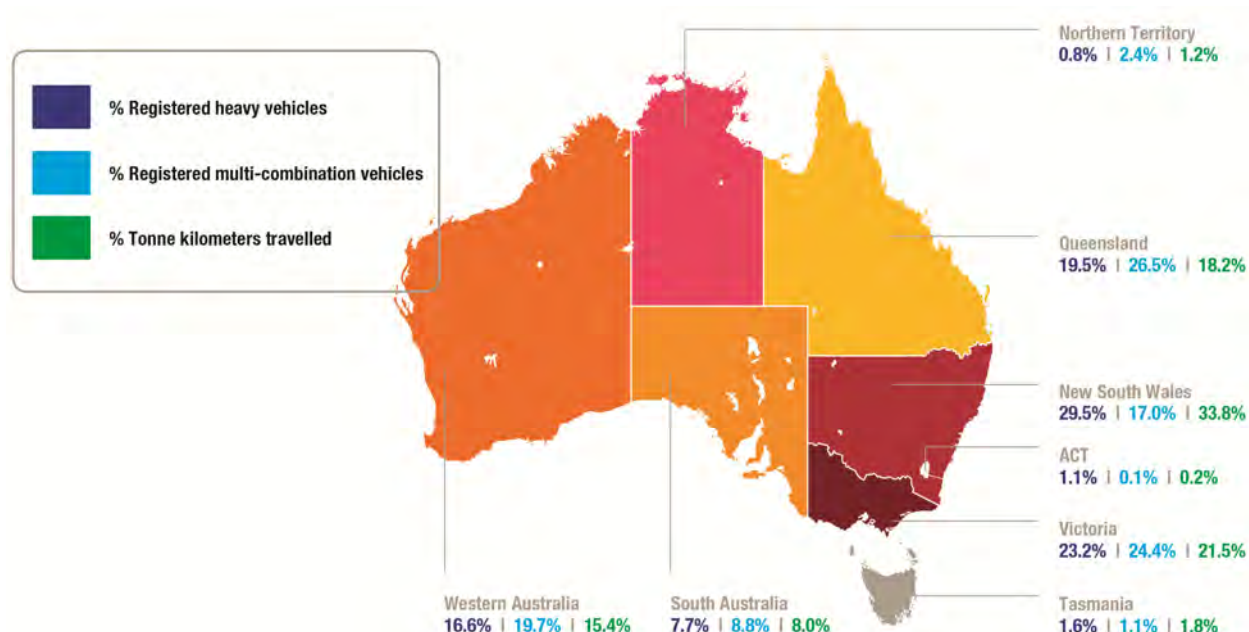 % Registered heavy vehicles
% Registered multi-combination vehicles
% Tonne kilometers travelled
Northern Territory
0.8% | 2.4% | 1.2%
Queensland
19.5% | 26.5% | 18.2%
New South Wales
29.5% | 17.0% | 33.8%
ACT
1.1% | 0.1% | 0.2%
Victoria
23.2% | 24.4% | 21.5%
Western Australia
16.6% | 19.7% | 15.4%
South Australia
7.7% | 8.8% | 8.0%
Tasmania
1.6% | 1.1% | 1.8%